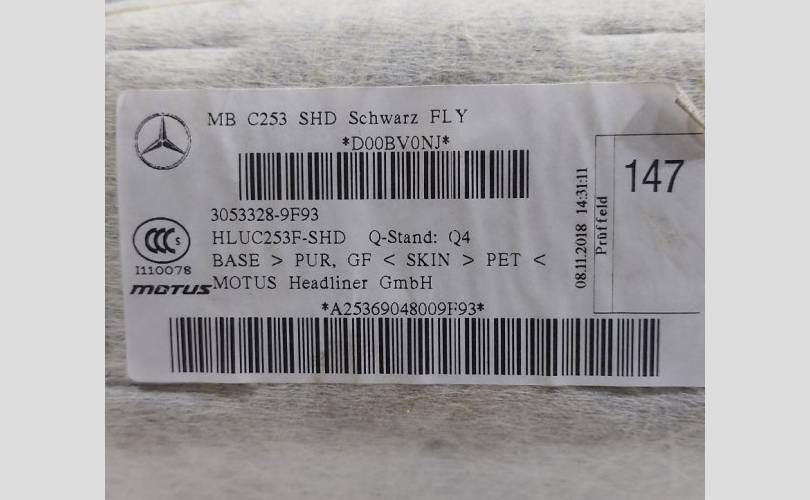 MB C253 SHD Schwarz FLY
*D00BV0NJ*
3053328-9F93
HLUC253F-SHD Q-Stand: Q4
BASE > PUR, GF < SKIN > PET <
MOTUS Headliner GmbH
*A25369048009F93*
CCC S
I110078
MOTUS
08.11.2018 14:31:11
Prüffeld
147